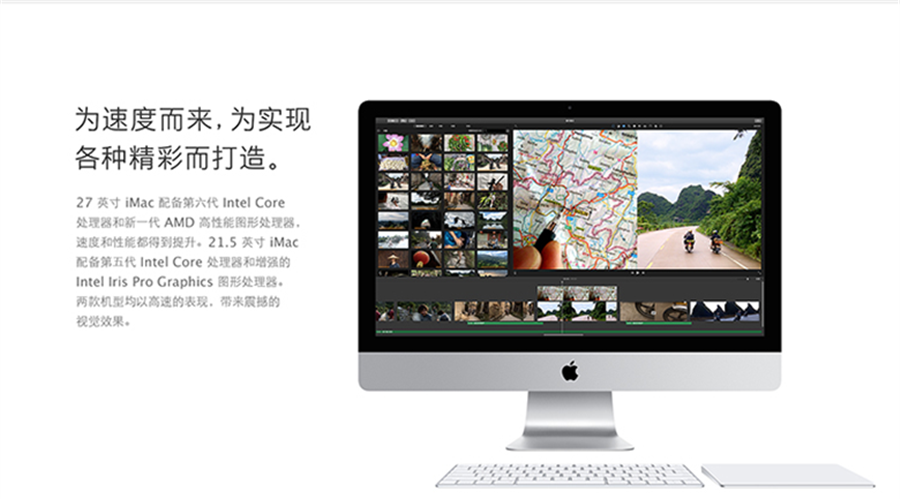 为速度而来，为实现
各种精彩而打造。
27 英寸 iMac 配备第六代 Intel Core
处理器和新一代 AMD 高性能图形处理器，
速度和性能都得到提升。21.5 英寸 iMac
配备第五代 Intel Core 处理器和增强的
Intel Iris Pro Graphics 图形处理器。
两款机型均以高速的表现，带来震撼的
视觉效果。